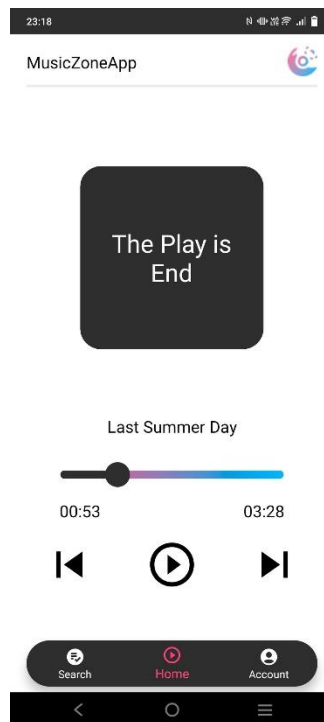 23:18
MusicZoneApp
The Play is
End
Last Summer Day
00:53 03:28
Search Home Account